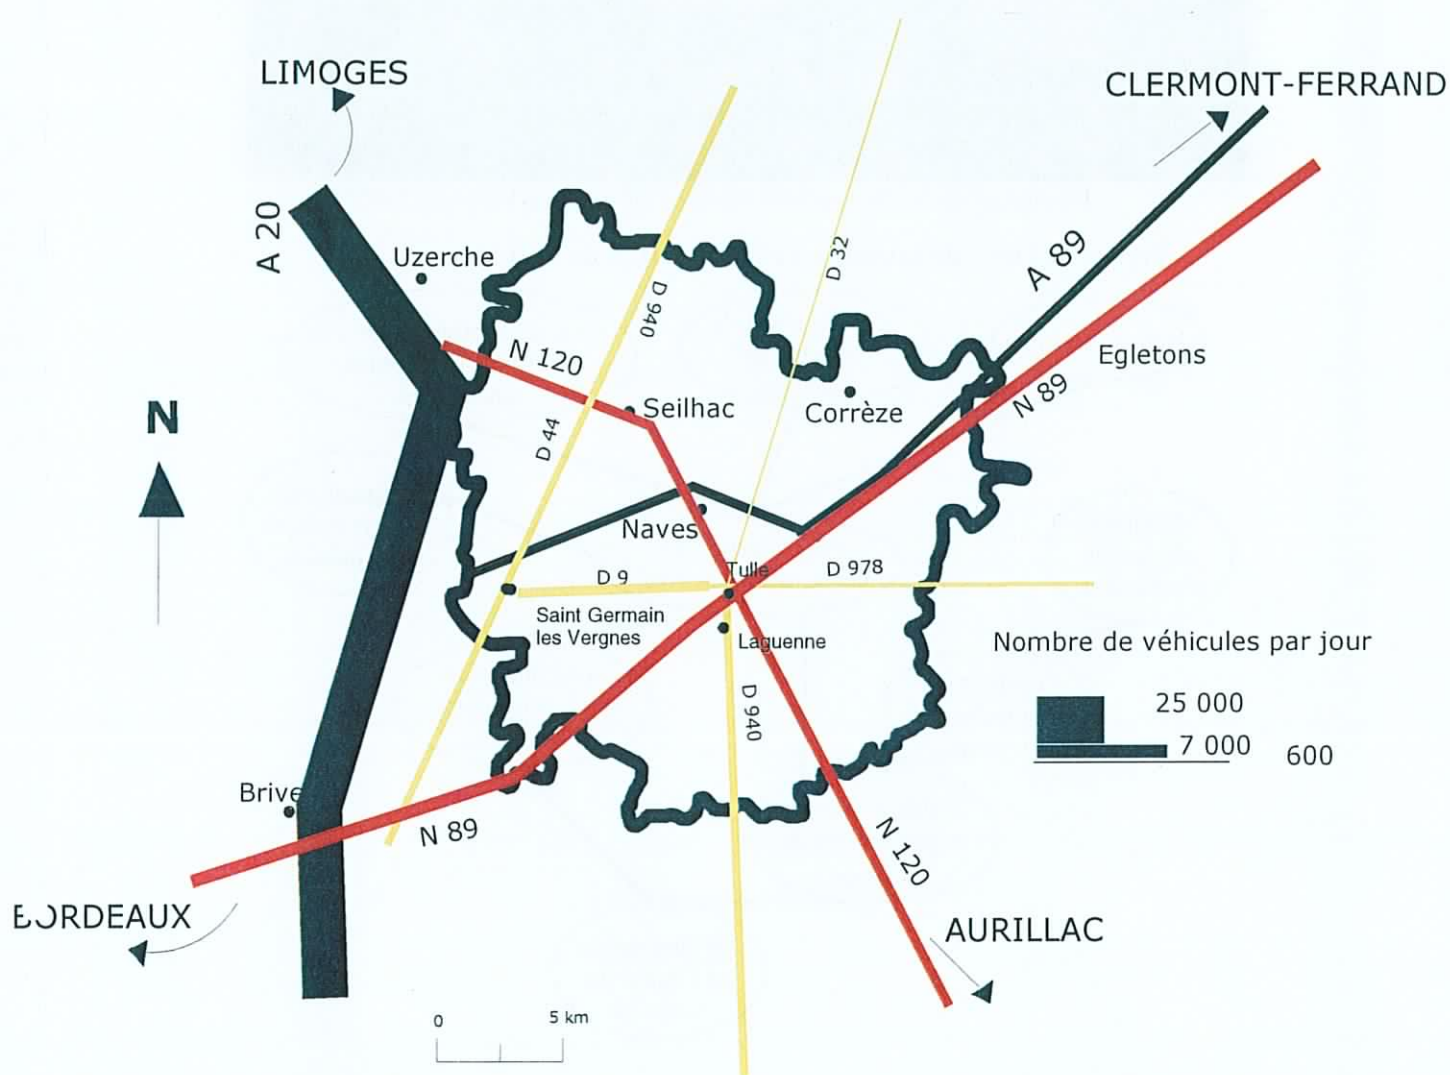 LIMOGES
CLERMONT-FERRAND
A 20
Uzerche
D 32
A 89
D 940
N 120
Egletons
N 89
Seilhac
Corrèze
N
D 44
Naves
Tulle
D 9
D 978
Saint Germain
les Vergnes
Laguenne
Nombre de véhicules par jour
25 000
7 000
600
D 940
Brive
N 89
N 120
BORDEAUX
AURILLAC
0
5 km